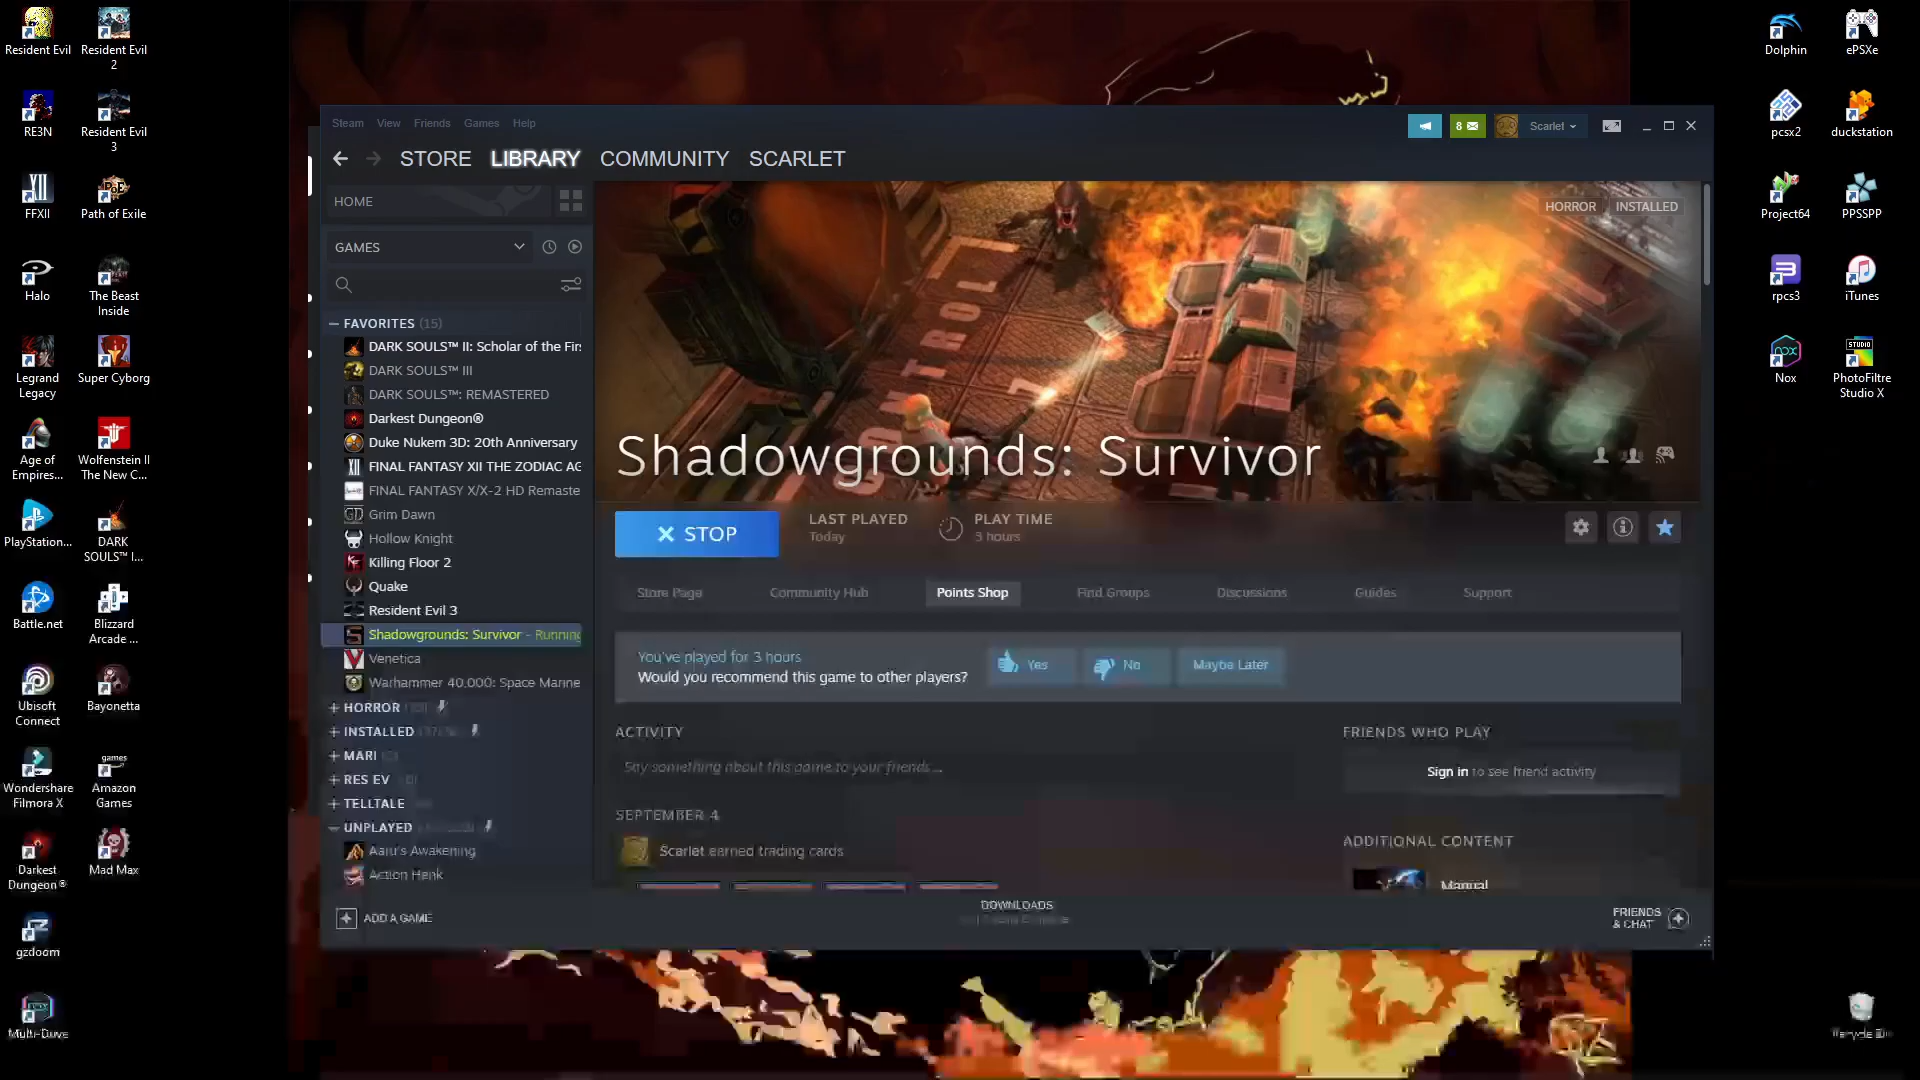 Resident Evil
Resident Evil 2
RE3N
Resident Evil 3
FFXII
Path of Exile
Halo
The Beast Inside
Legrand Legacy
Super Cyborg
Age of Empires...
Wolfenstein II The New C...
PlayStation...
DARK SOULS™ I...
Battle.net
Blizzard Arcade ...
Ubisoft Connect
Bayonetta
Wondershare Filmora X
games
Amazon Games
Darkest Dungeon®
Mad Max
gzdoom
Steam View Friends Games Help
8
Scarlet
STORE LIBRARY COMMUNITY SCARLET
HOME
GAMES
FAVORITES (15)
DARK SOULS™ II: Scholar of the Firs
DARK SOULS™ III
DARK SOULS™: REMASTERED
Darkest Dungeon®
Duke Nukem 3D: 20th Anniversary
FINAL FANTASY XII THE ZODIAC AG
FINAL FANTASY X/X-2 HD Remaste
Grim Dawn
Hollow Knight
Killing Floor 2
Quake
Resident Evil 3
Shadowgrounds: Survivor - Running
Venetica
Warhammer 40,000: Space Marine
HORROR
INSTALLED
MARI
RES EV
TELLTALE
UNPLAYED
Aaru's Awakening
Action Henk
ADD A GAME
HORROR INSTALLED
CONTROL
Shadowgrounds: Survivor
STOP
LAST PLAYED
Today
PLAY TIME
3 hours
Store Page Community Hub Points Shop Find Groups Discussions Guides Support
You've played for 3 hours
Would you recommend this game to other players?
Yes No Maybe Later
ACTIVITY
Say something about this game to your friends ...
SEPTEMBER 4
Scarlet earned trading cards
FRIENDS WHO PLAY
Sign in to see friend activity
ADDITIONAL CONTENT
Manual
DOWNLOADS
FRIENDS
& CHAT
Dolphin
ePSXe
pcsx2
duckstation
Project64
PPSSPP
rpcs3
iTunes
Nox
STUDIO
PhotoFiltre Studio X